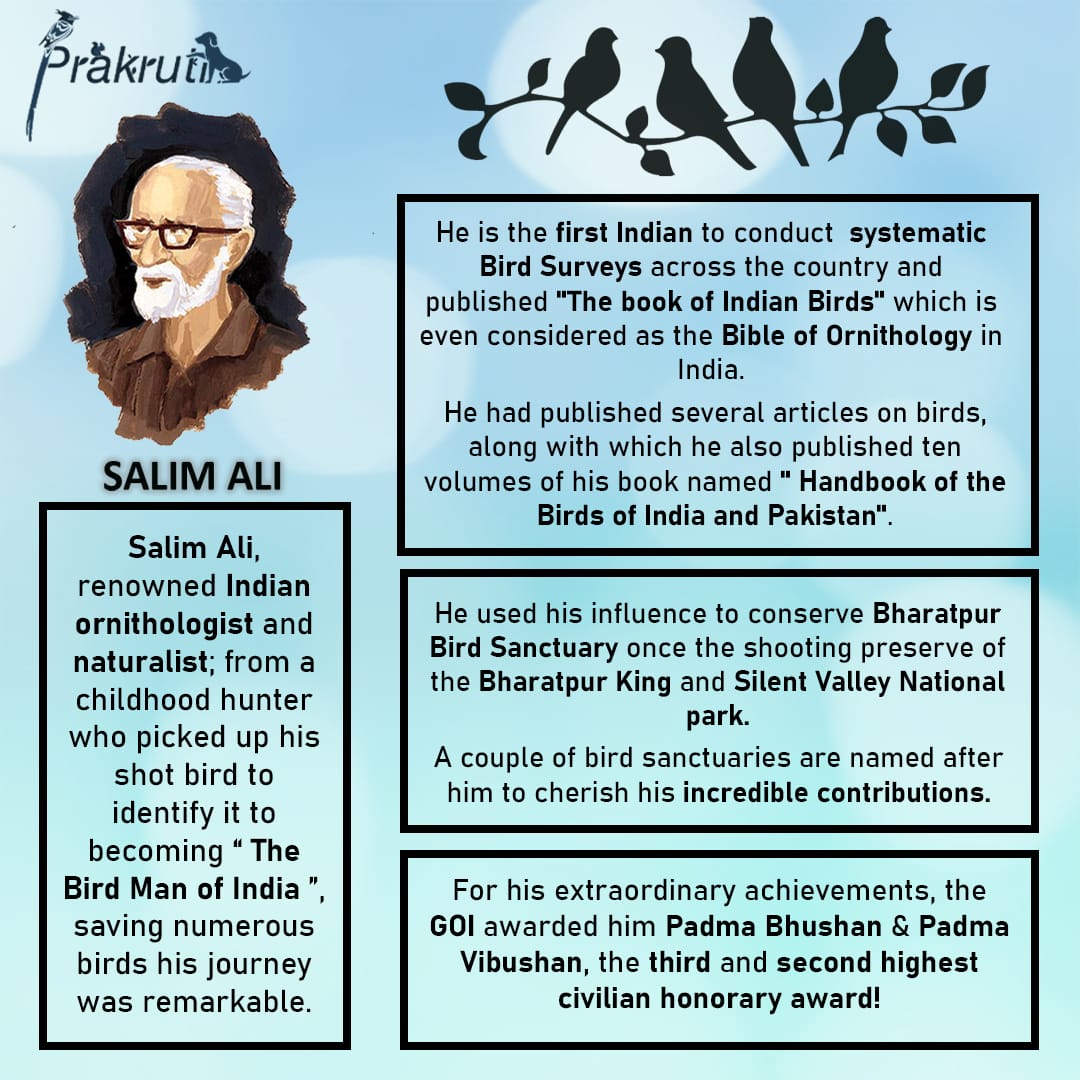 Prakruti
SALIM ALI
Salim Ali,
renowned Indian
ornithologist and
naturalist; from a
childhood hunter
who picked up his
shot bird to
identify it to
becoming “ The
Bird Man of India ”,
saving numerous
birds his journey
was remarkable.
He is the first Indian to conduct  systematic
Bird Surveys across the country and
published "The book of Indian Birds" which is
even considered as the Bible of Ornithology in
India.
He had published several articles on birds,
along with which he also published ten
volumes of his book named " Handbook of the
Birds of India and Pakistan".
He used his influence to conserve Bharatpur
Bird Sanctuary once the shooting preserve of
the Bharatpur King and Silent Valley National
park.
A couple of bird sanctuaries are named after
him to cherish his incredible contributions.
For his extraordinary achievements, the
GOI awarded him Padma Bhushan & Padma
Vibushan, the third and second highest
civilian honorary award!